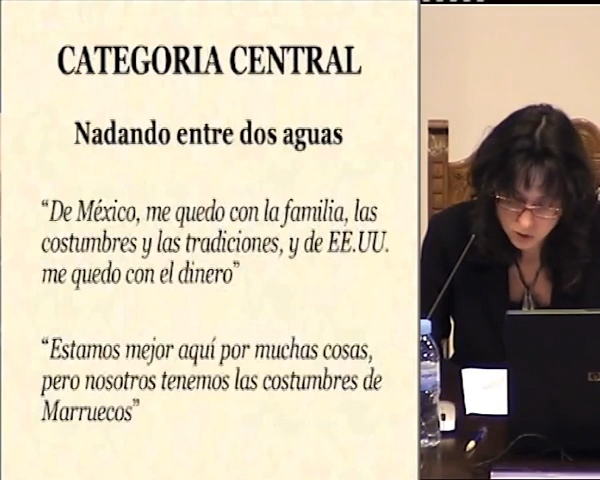 CATEGORIA CENTRAL
Nadando entre dos aguas
“De México, me quedo con la familia, las
costumbres y las tradiciones, y de EE.UU.
me quedo con el dinero”
“Estamos mejor aquí por muchas cosas,
pero nosotros tenemos las costumbres de
Marruecos”